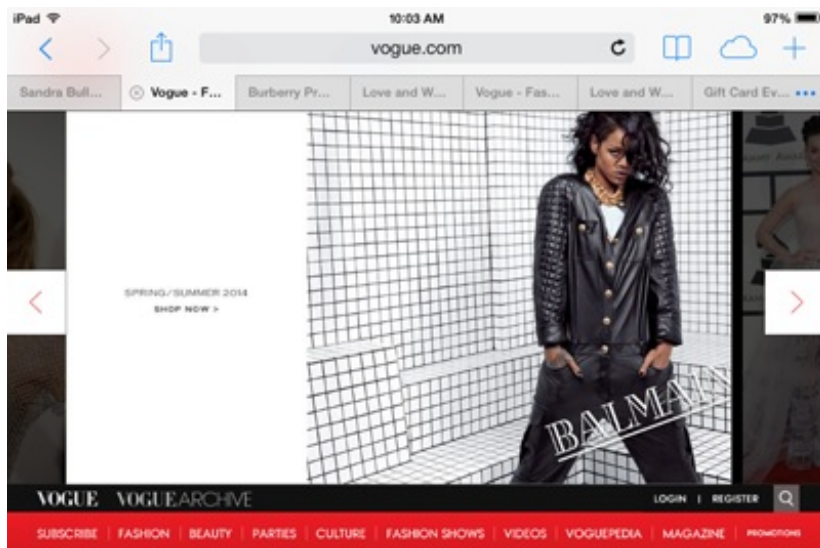 iPad 10:03 AM 97%
vogue.com
Sandra Bull... Vogue - F... Burberry Pr... Love and W... Vogue - Fas... Love and W... Gift Card Ev...
SPRING/SUMMER 2014
SHOP NOW >
BALMAIN
VOGUE VOGUEARCHIVE LOGIN | REGISTER
SUBSCRIBE | FASHION | BEAUTY | PARTIES | CULTURE | FASHION SHOWS | VIDEOS | VOGUEPEDIA | MAGAZINE | PROMOTIONS